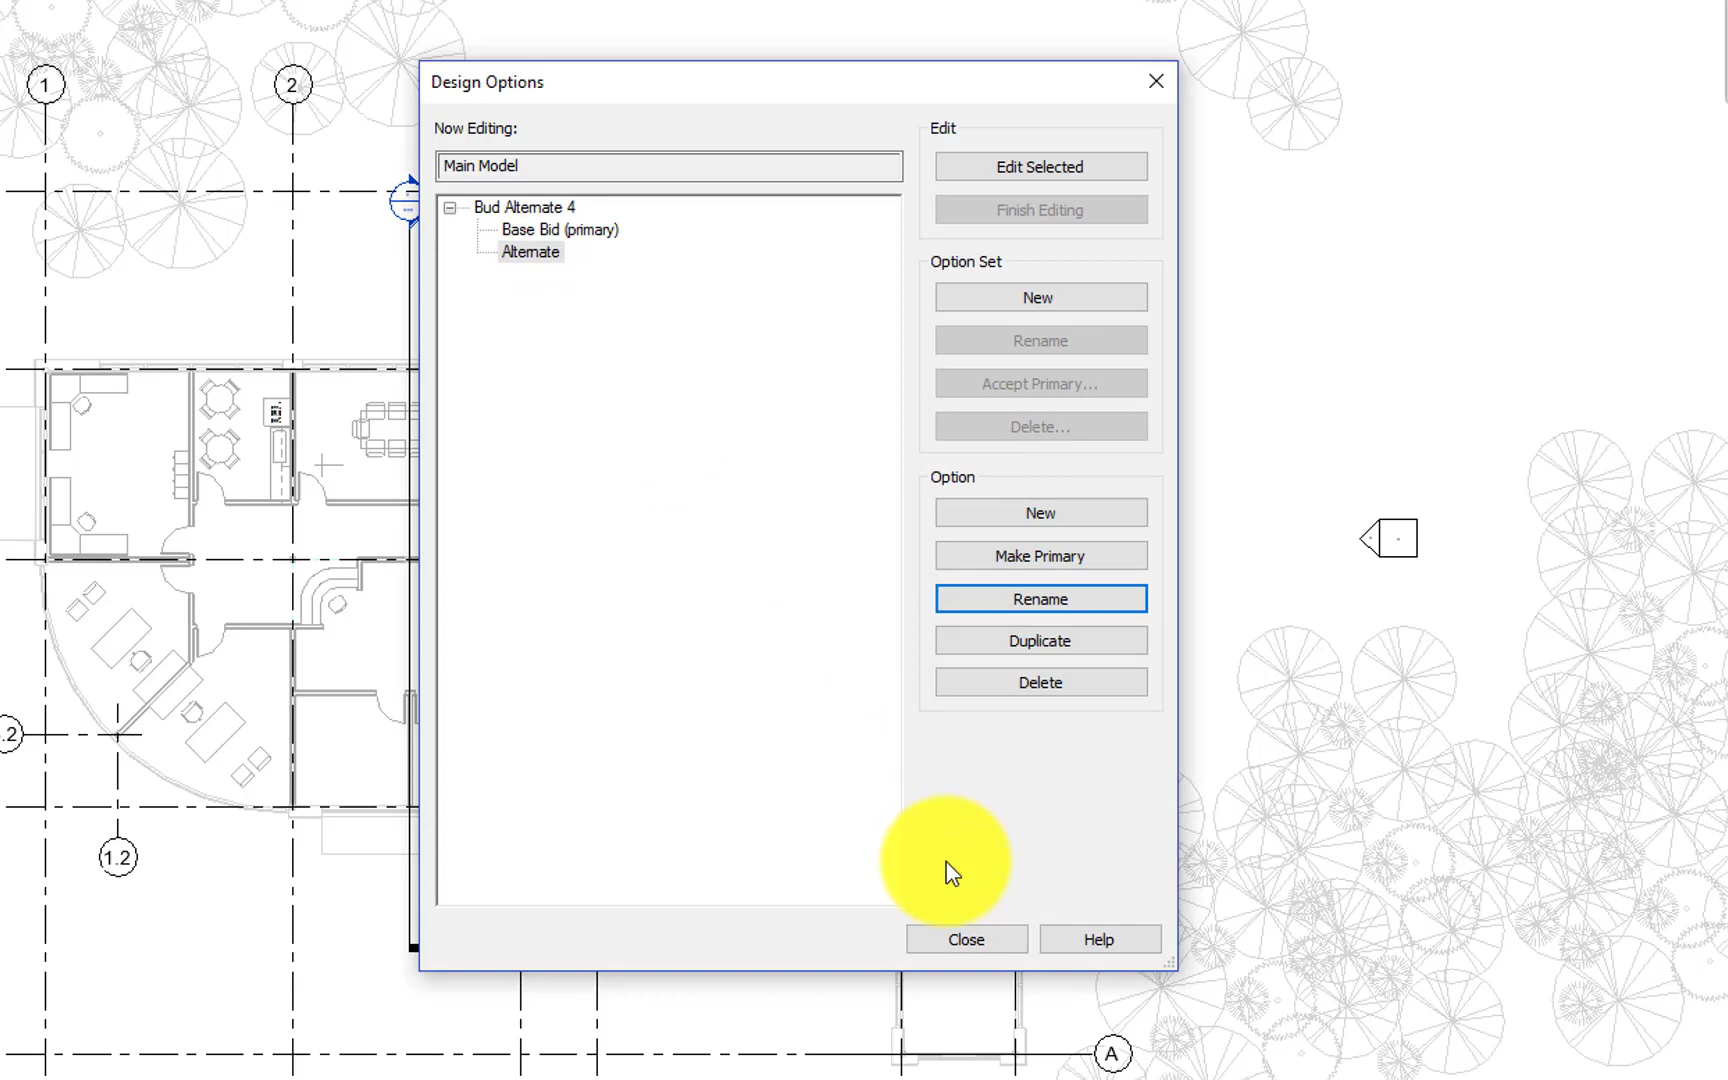 Design Options
Now Editing:
Main Model
Bud Alternate 4
Base Bid (primary)
Alternate
Edit
Edit Selected
Finish Editing
Option Set
New
Rename
Accept Primary...
Delete...
Option
New
Make Primary
Rename
Duplicate
Delete
Close
Help
1
2
.2
1.2
A